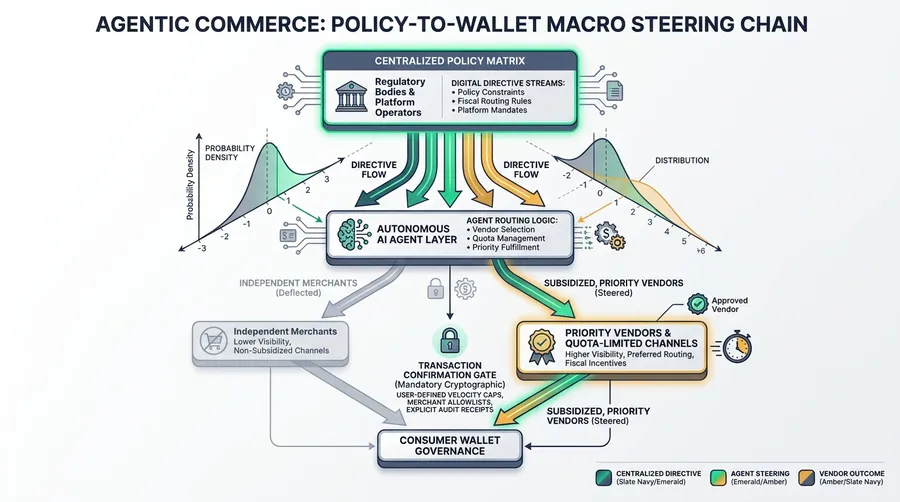 AGENTIC COMMERCE: POLICY-TO-WALLET MACRO STEERING CHAIN
CENTRALIZED POLICY MATRIX
Regulatory
Bodies &
Platform
Operators
DIGITAL DIRECTIVE STREAMS:
• Policy Constraints
• Fiscal Routing Rules
• Platform Mandates
PROBABILITY
DENSITY
Probability Density
-3
-2
-1
0
1
2
3
DIRECTIVE
FLOW
DIRECTIVE
FLOW
DISTRIBUTION
-2
-1
0
1
2
3
4
5
AUTONOMOUS
AI AGENT LAYER
AGENT ROUTING LOGIC:
• Vendor Selection
• Quota Management
• Priority Fulfillment
INDEPENDENT MERCHANTS
(Deflected)
SUBSIDIZED, PRIORITY VENDORS
(Steered)
Approved
Vendor
Independent Merchants
Lower Visibility,
Non-Subsidized Channels
PRIORITY VENDORS &
QUOTA-LIMITED CHANNELS
Higher Visibility, Preferred Routing,
Fiscal Incentives
TRANSACTION
CONFIRMATION GATE
(Mandatory Cryptographic)
USER-DEFINED VELOCITY CAPS,
MERCHANT ALLOWLISTS,
EXPLICIT AUDIT RECEIPTS
SUBSIDIZED, PRIORITY
VENDORS (Steered)
CONSUMER WALLET
GOVERNANCE
CENTRALIZED DIRECTIVE
(Slate Navy/Emerald)
AGENT STEERING
(Emerald/Amber)
VENDOR OUTCOME
(Amber/Slate Navy)